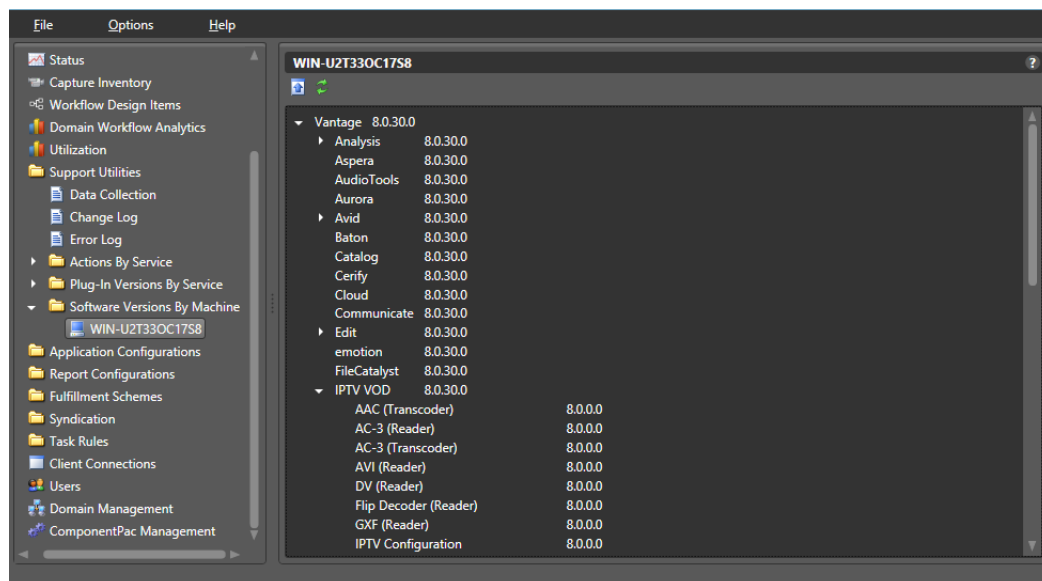 File Options Help
Status
Capture Inventory
Workflow Design Items
Domain Workflow Analytics
Utilization
Support Utilities
Data Collection
Change Log
Error Log
Actions By Service
Plug-In Versions By Service
Software Versions By Machine
WIN-U2T33OC17S8
Application Configurations
Report Configurations
Fulfillment Schemes
Syndication
Task Rules
Client Connections
Users
Domain Management
ComponentPac Management
WIN-U2T33OC17S8 ?
Vantage 8.0.30.0
Analysis 8.0.30.0
Aspera 8.0.30.0
AudioTools 8.0.30.0
Aurora 8.0.30.0
Avid 8.0.30.0
Baton 8.0.30.0
Catalog 8.0.30.0
Cerify 8.0.30.0
Cloud 8.0.30.0
Communicate 8.0.30.0
Edit 8.0.30.0
emotion 8.0.30.0
FileCatalyst 8.0.30.0
IPTV VOD 8.0.30.0
AAC (Transcoder) 8.0.0.0
AC-3 (Reader) 8.0.0.0
AC-3 (Transcoder) 8.0.0.0
AVI (Reader) 8.0.0.0
DV (Reader) 8.0.0.0
Flip Decoder (Reader) 8.0.0.0
GXF (Reader) 8.0.0.0
IPTV Configuration 8.0.0.0